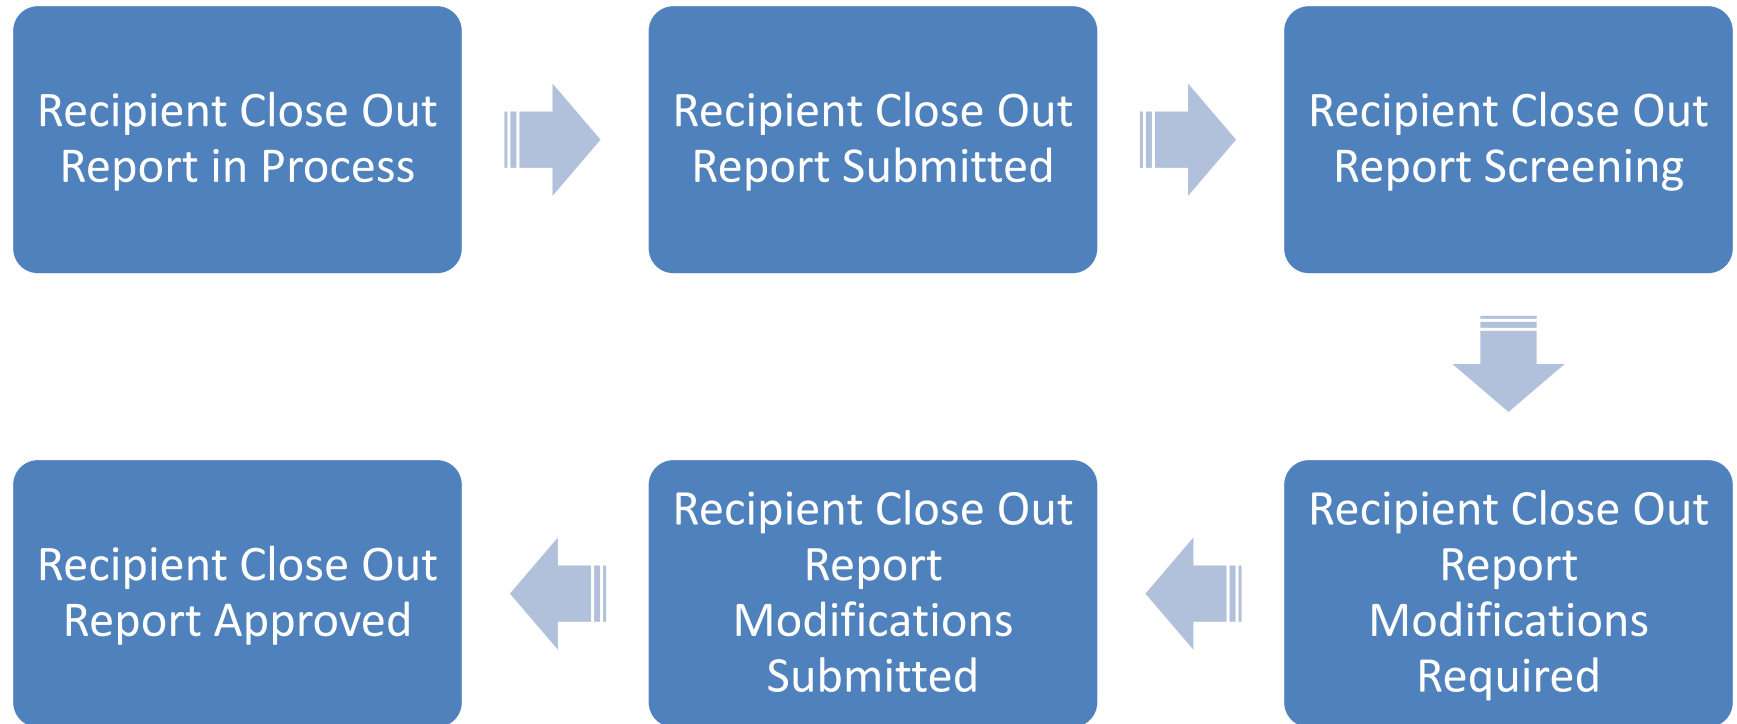 Recipient Close Out
Report in Process
Recipient Close Out
Report Submitted
Recipient Close Out
Report Screening
Recipient Close Out
Report
Modifications
Required
Recipient Close Out
Report
Modifications
Submitted
Recipient Close Out
Report Approved